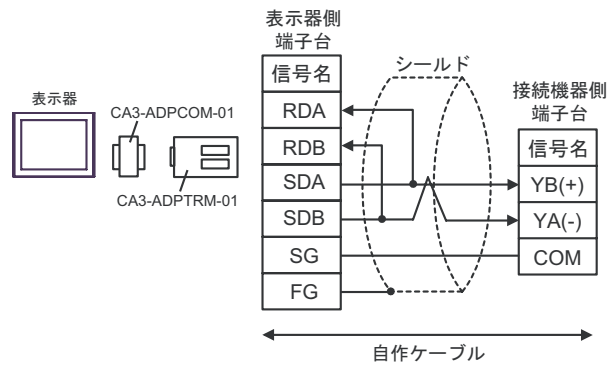 表示器
CA3-ADPCOM-01
CA3-ADPTRM-01
表示器側
端子台
信号名
RDA
RDB
SDA
SDB
SG
FG
シールド
接続機器側
端子台
信号名
YB(+)
YA(-)
COM
自作ケーブル